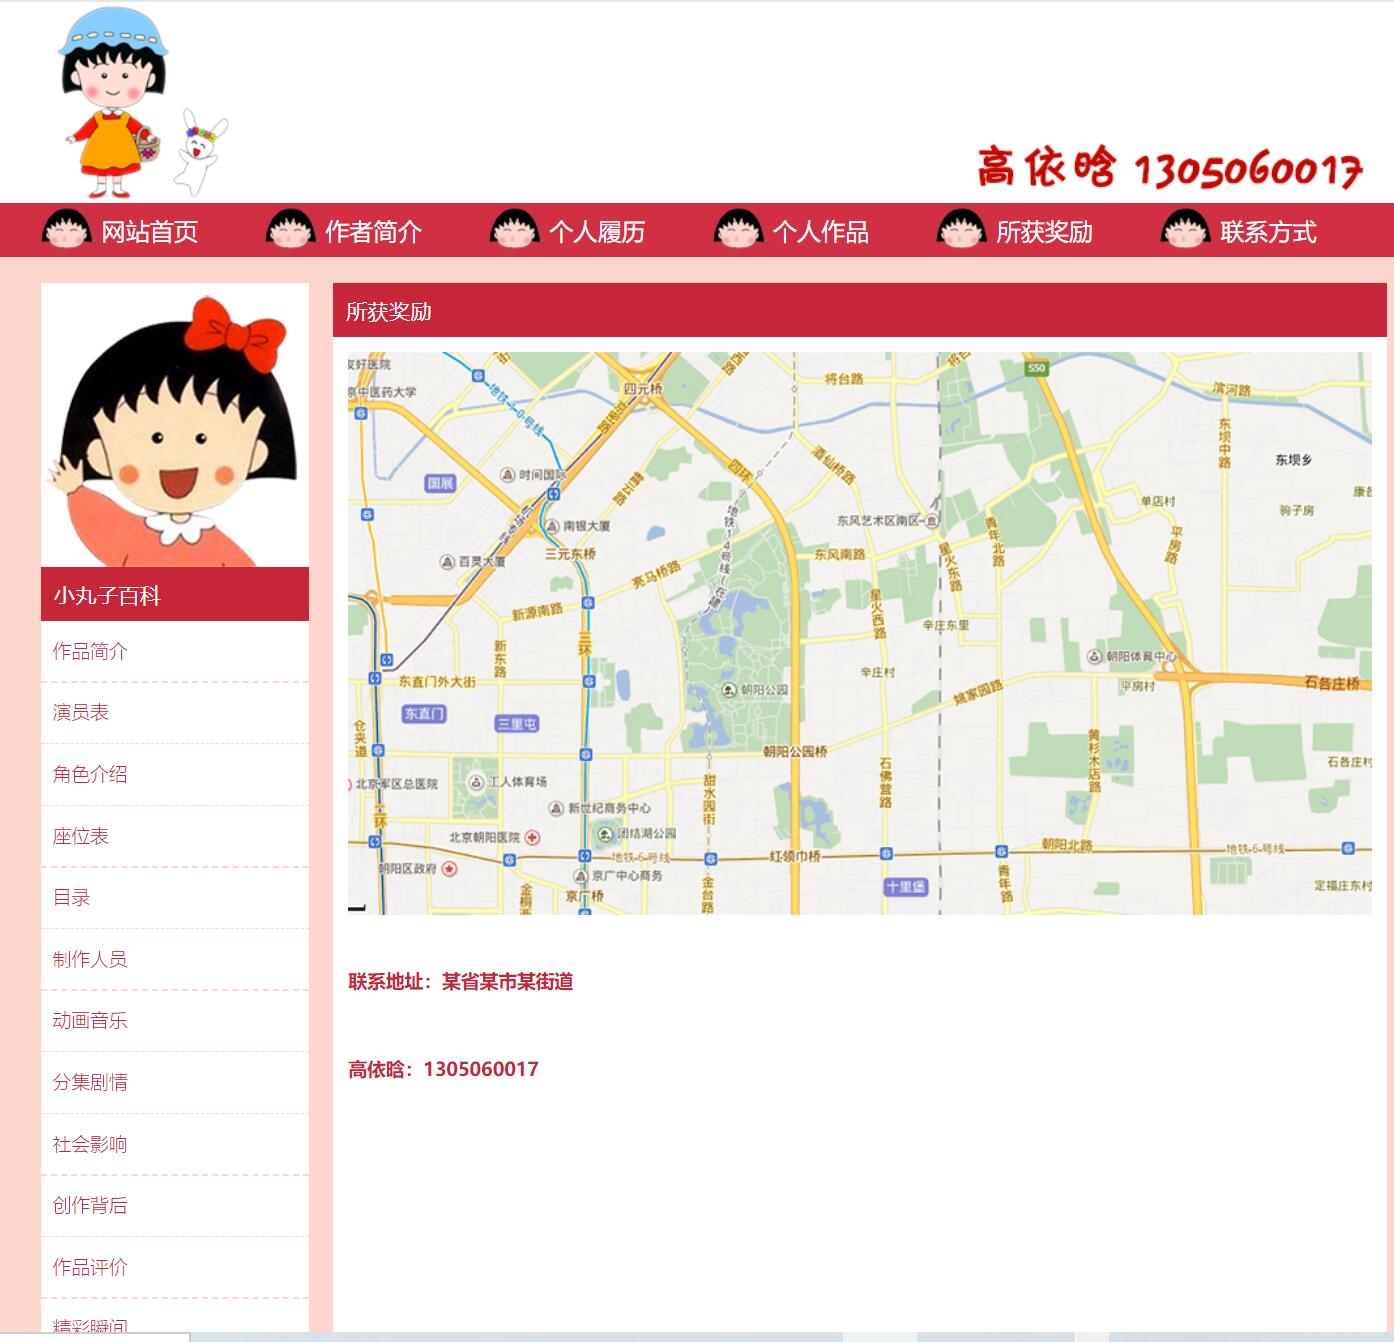 高依晗 1305060017
网站首页
作者简介
个人履历
个人作品
所获奖励
联系方式
小丸子百科
作品简介
演员表
角色介绍
座位表
目录
制作人员
动画音乐
分集剧情
社会影响
创作背后
作品评价
精彩瞬间
所获奖励
友好医院
京中医药大学
地铁10号线
四元桥
将台路
S50
滨河路
东坝中路
东坝乡
国展
时间国际
酒仙桥路
四环
单店村
驹子房
康各
南银大厦
地铁14号线(在建)
东风艺术区南区
青年北路
平房路
百灵大厦
三元东桥
亮马桥路
东风南路
星火东路
新源南路
星火西路
辛庄东里
新东路
三环
朝阳体育中心
东直门外大街
朝阳公园
辛庄村
姚家园路
平房村
石各庄桥
东直门
三里屯
仓夹道
朝阳公园桥
黄杉木店路
石各庄村
北京军区总医院
工人体育场
甜水园街
石佛营路
二环
新世纪商务中心
北京朝阳医院
团结湖公园
地铁6号线
红领巾桥
朝阳北路
地铁6号线
朝阳区政府
京广中心商务
十里堡
青年路
定福庄东村
京广桥
金台路
联系地址：某省某市某街道
高依晗：1305060017